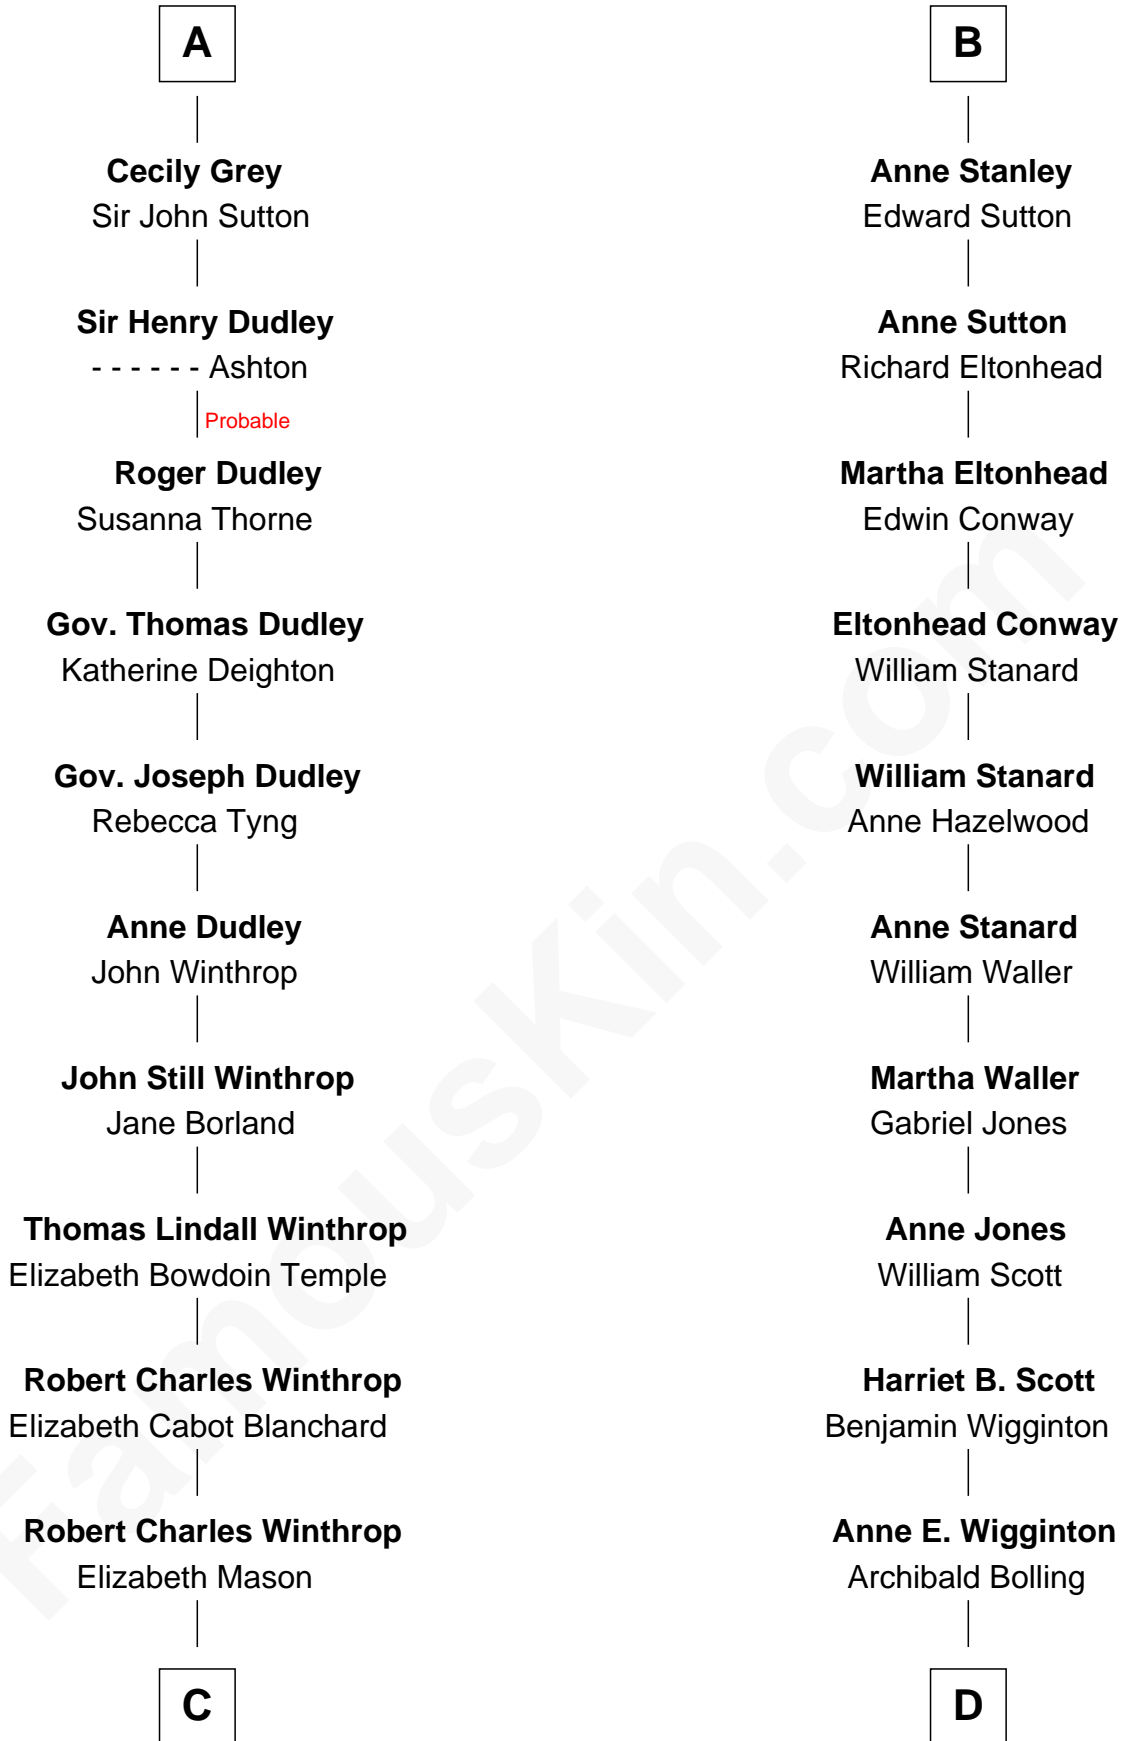 A
Cecily Grey
Sir John Sutton
Sir Henry Dudley
- - - - - - Ashton
Probable
Roger Dudley
Susanna Thorne
Gov. Thomas Dudley
Katherine Deighton
Gov. Joseph Dudley
Rebecca Tyng
Anne Dudley
John Winthrop
John Still Winthrop
Jane Borland
Thomas Lindall Winthrop
Elizabeth Bowdoin Temple
Robert Charles Winthrop
Elizabeth Cabot Blanchard
Robert Charles Winthrop
Elizabeth Mason
C
B
Anne Stanley
Edward Sutton
Anne Sutton
Richard Eltonhead
Martha Eltonhead
Edwin Conway
Eltonhead Conway
William Stanard
William Stanard
Anne Hazelwood
Anne Stanard
William Waller
Martha Waller
Gabriel Jones
Anne Jones
William Scott
Harriet B. Scott
Benjamin Wigginton
Anne E. Wigginton
Archibald Bolling
D
FamousKin.com